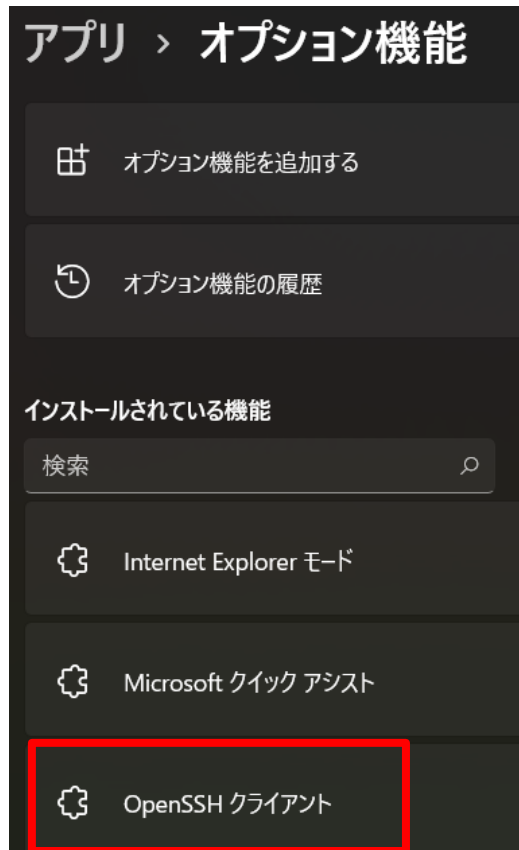 アプリ › オプション機能
オプション機能を追加する
オプション機能の履歴
インストールされている機能
検索
Internet Explorer モード
Microsoft クイック アシスト
OpenSSH クライアント